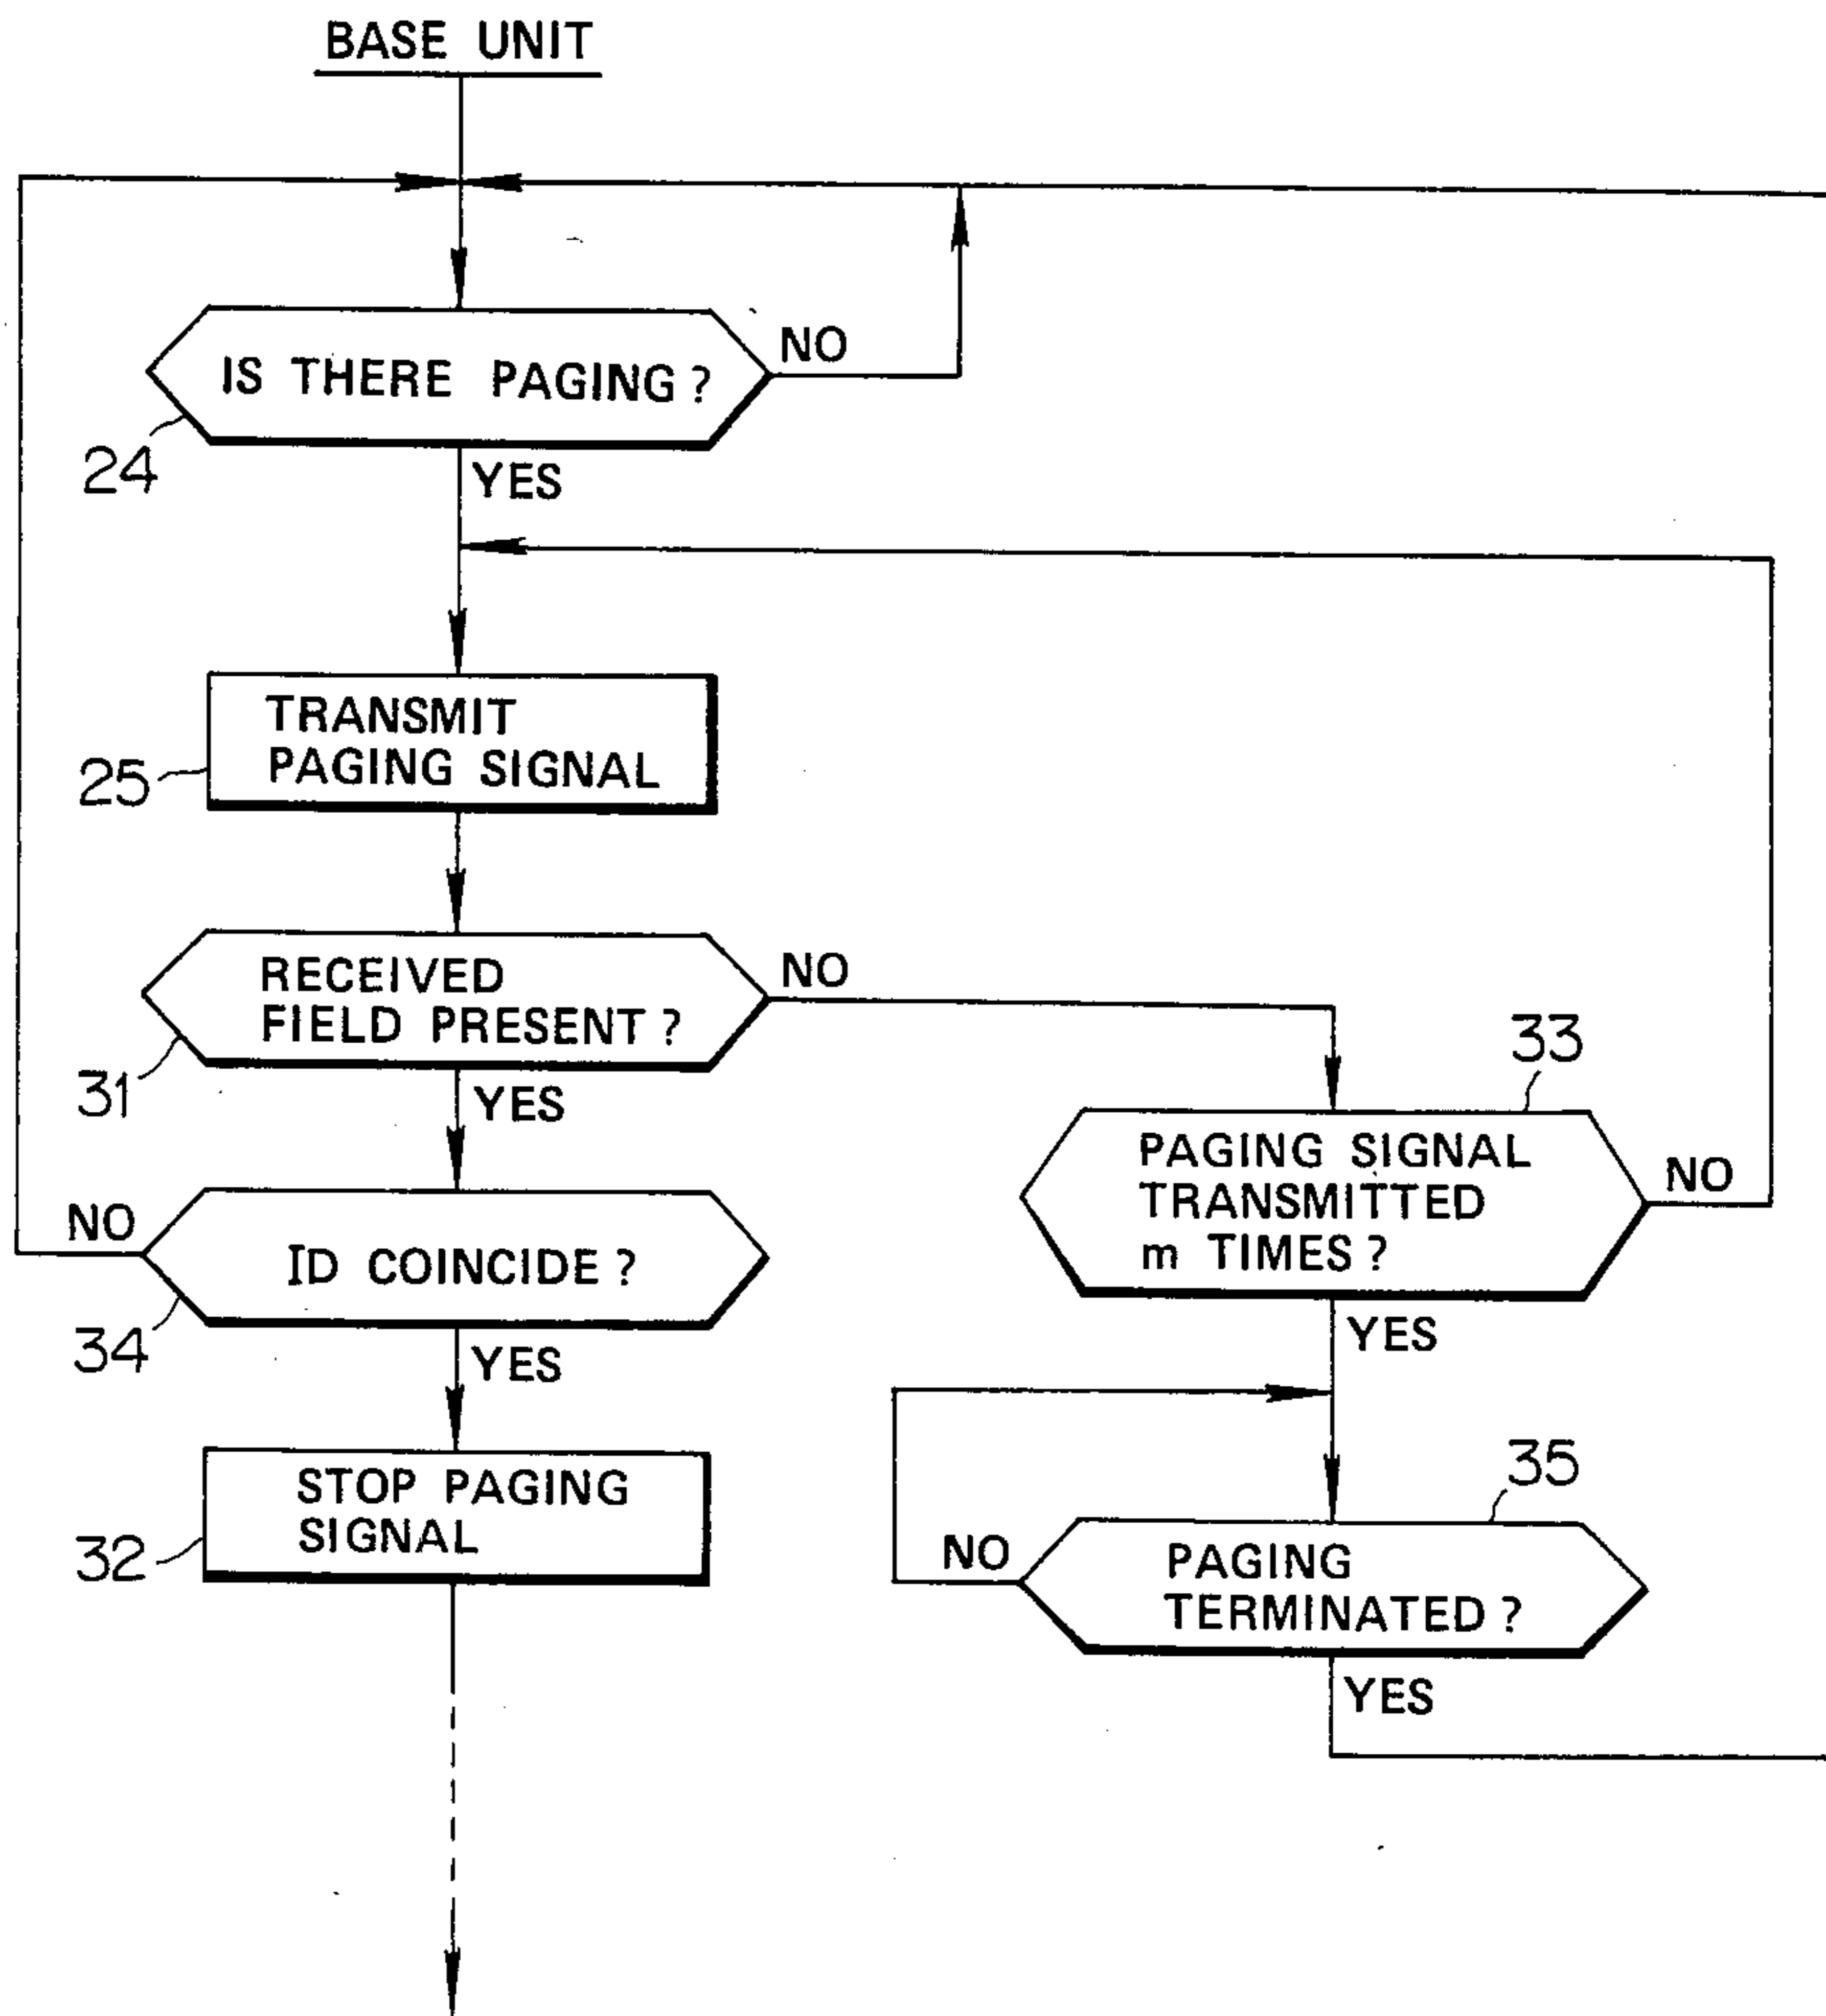 BASE UNIT
IS THERE PAGING?
NO
24
YES
TRANSMIT
PAGING SIGNAL
25
RECEIVED
FIELD PRESENT?
NO
31
YES
33
PAGING SIGNAL
TRANSMITTED
m TIMES?
NO
NO
ID COINCIDE?
34
YES
YES
STOP PAGING
SIGNAL
32
35
NO
PAGING
TERMINATED?
YES